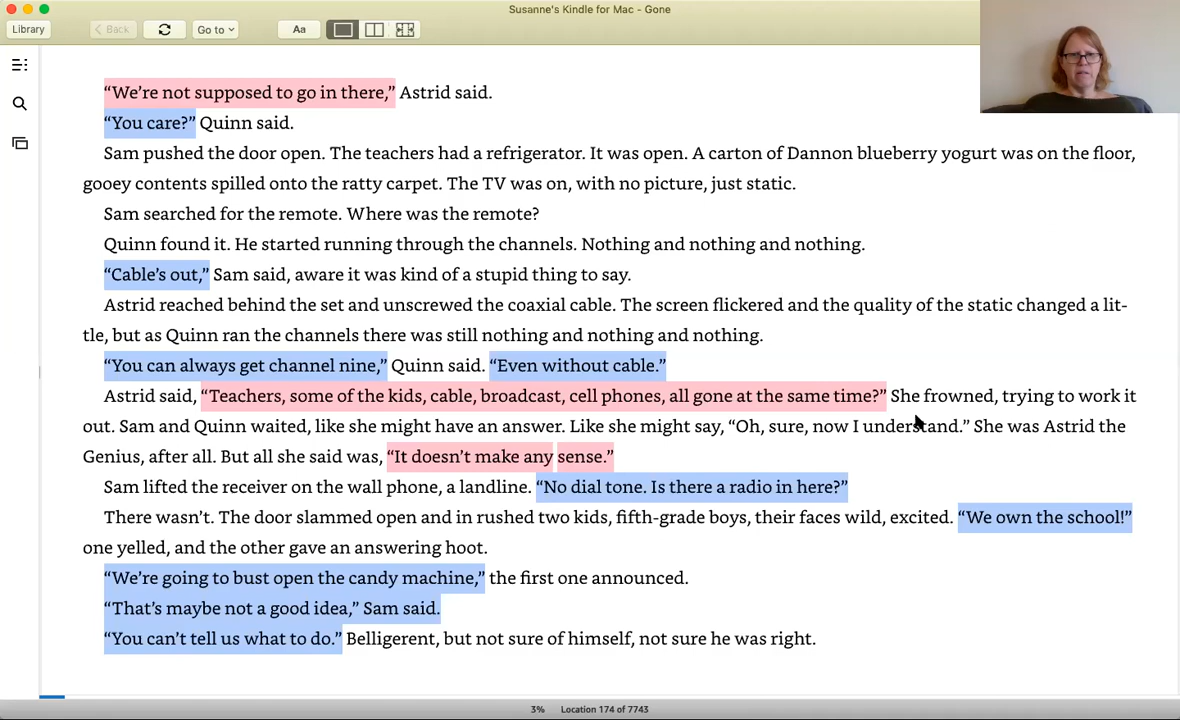 Susanne's Kindle for Mac - Gone
Library
Back
Go to
Aa
“We’re not supposed to go in there,” Astrid said.
“You care?” Quinn said.
Sam pushed the door open. The teachers had a refrigerator. It was open. A carton of Dannon blueberry yogurt was on the floor,
gooey contents spilled onto the ratty carpet. The TV was on, with no picture, just static.
Sam searched for the remote. Where was the remote?
Quinn found it. He started running through the channels. Nothing and nothing and nothing.
“Cable’s out,” Sam said, aware it was kind of a stupid thing to say.
Astrid reached behind the set and unscrewed the coaxial cable. The screen flickered and the quality of the static changed a lit-
tle, but as Quinn ran the channels there was still nothing and nothing and nothing.
“You can always get channel nine,” Quinn said. “Even without cable.”
Astrid said, “Teachers, some of the kids, cable, broadcast, cell phones, all gone at the same time?” She frowned, trying to work it
out. Sam and Quinn waited, like she might have an answer. Like she might say, “Oh, sure, now I understand.” She was Astrid the
Genius, after all. But all she said was, “It doesn’t make any sense.”
Sam lifted the receiver on the wall phone, a landline. “No dial tone. Is there a radio in here?”
There wasn’t. The door slammed open and in rushed two kids, fifth-grade boys, their faces wild, excited. “We own the school!”
one yelled, and the other gave an answering hoot.
“We’re going to bust open the candy machine,” the first one announced.
“That’s maybe not a good idea,” Sam said.
“You can’t tell us what to do.” Belligerent, but not sure of himself, not sure he was right.
3% Location 174 of 7743